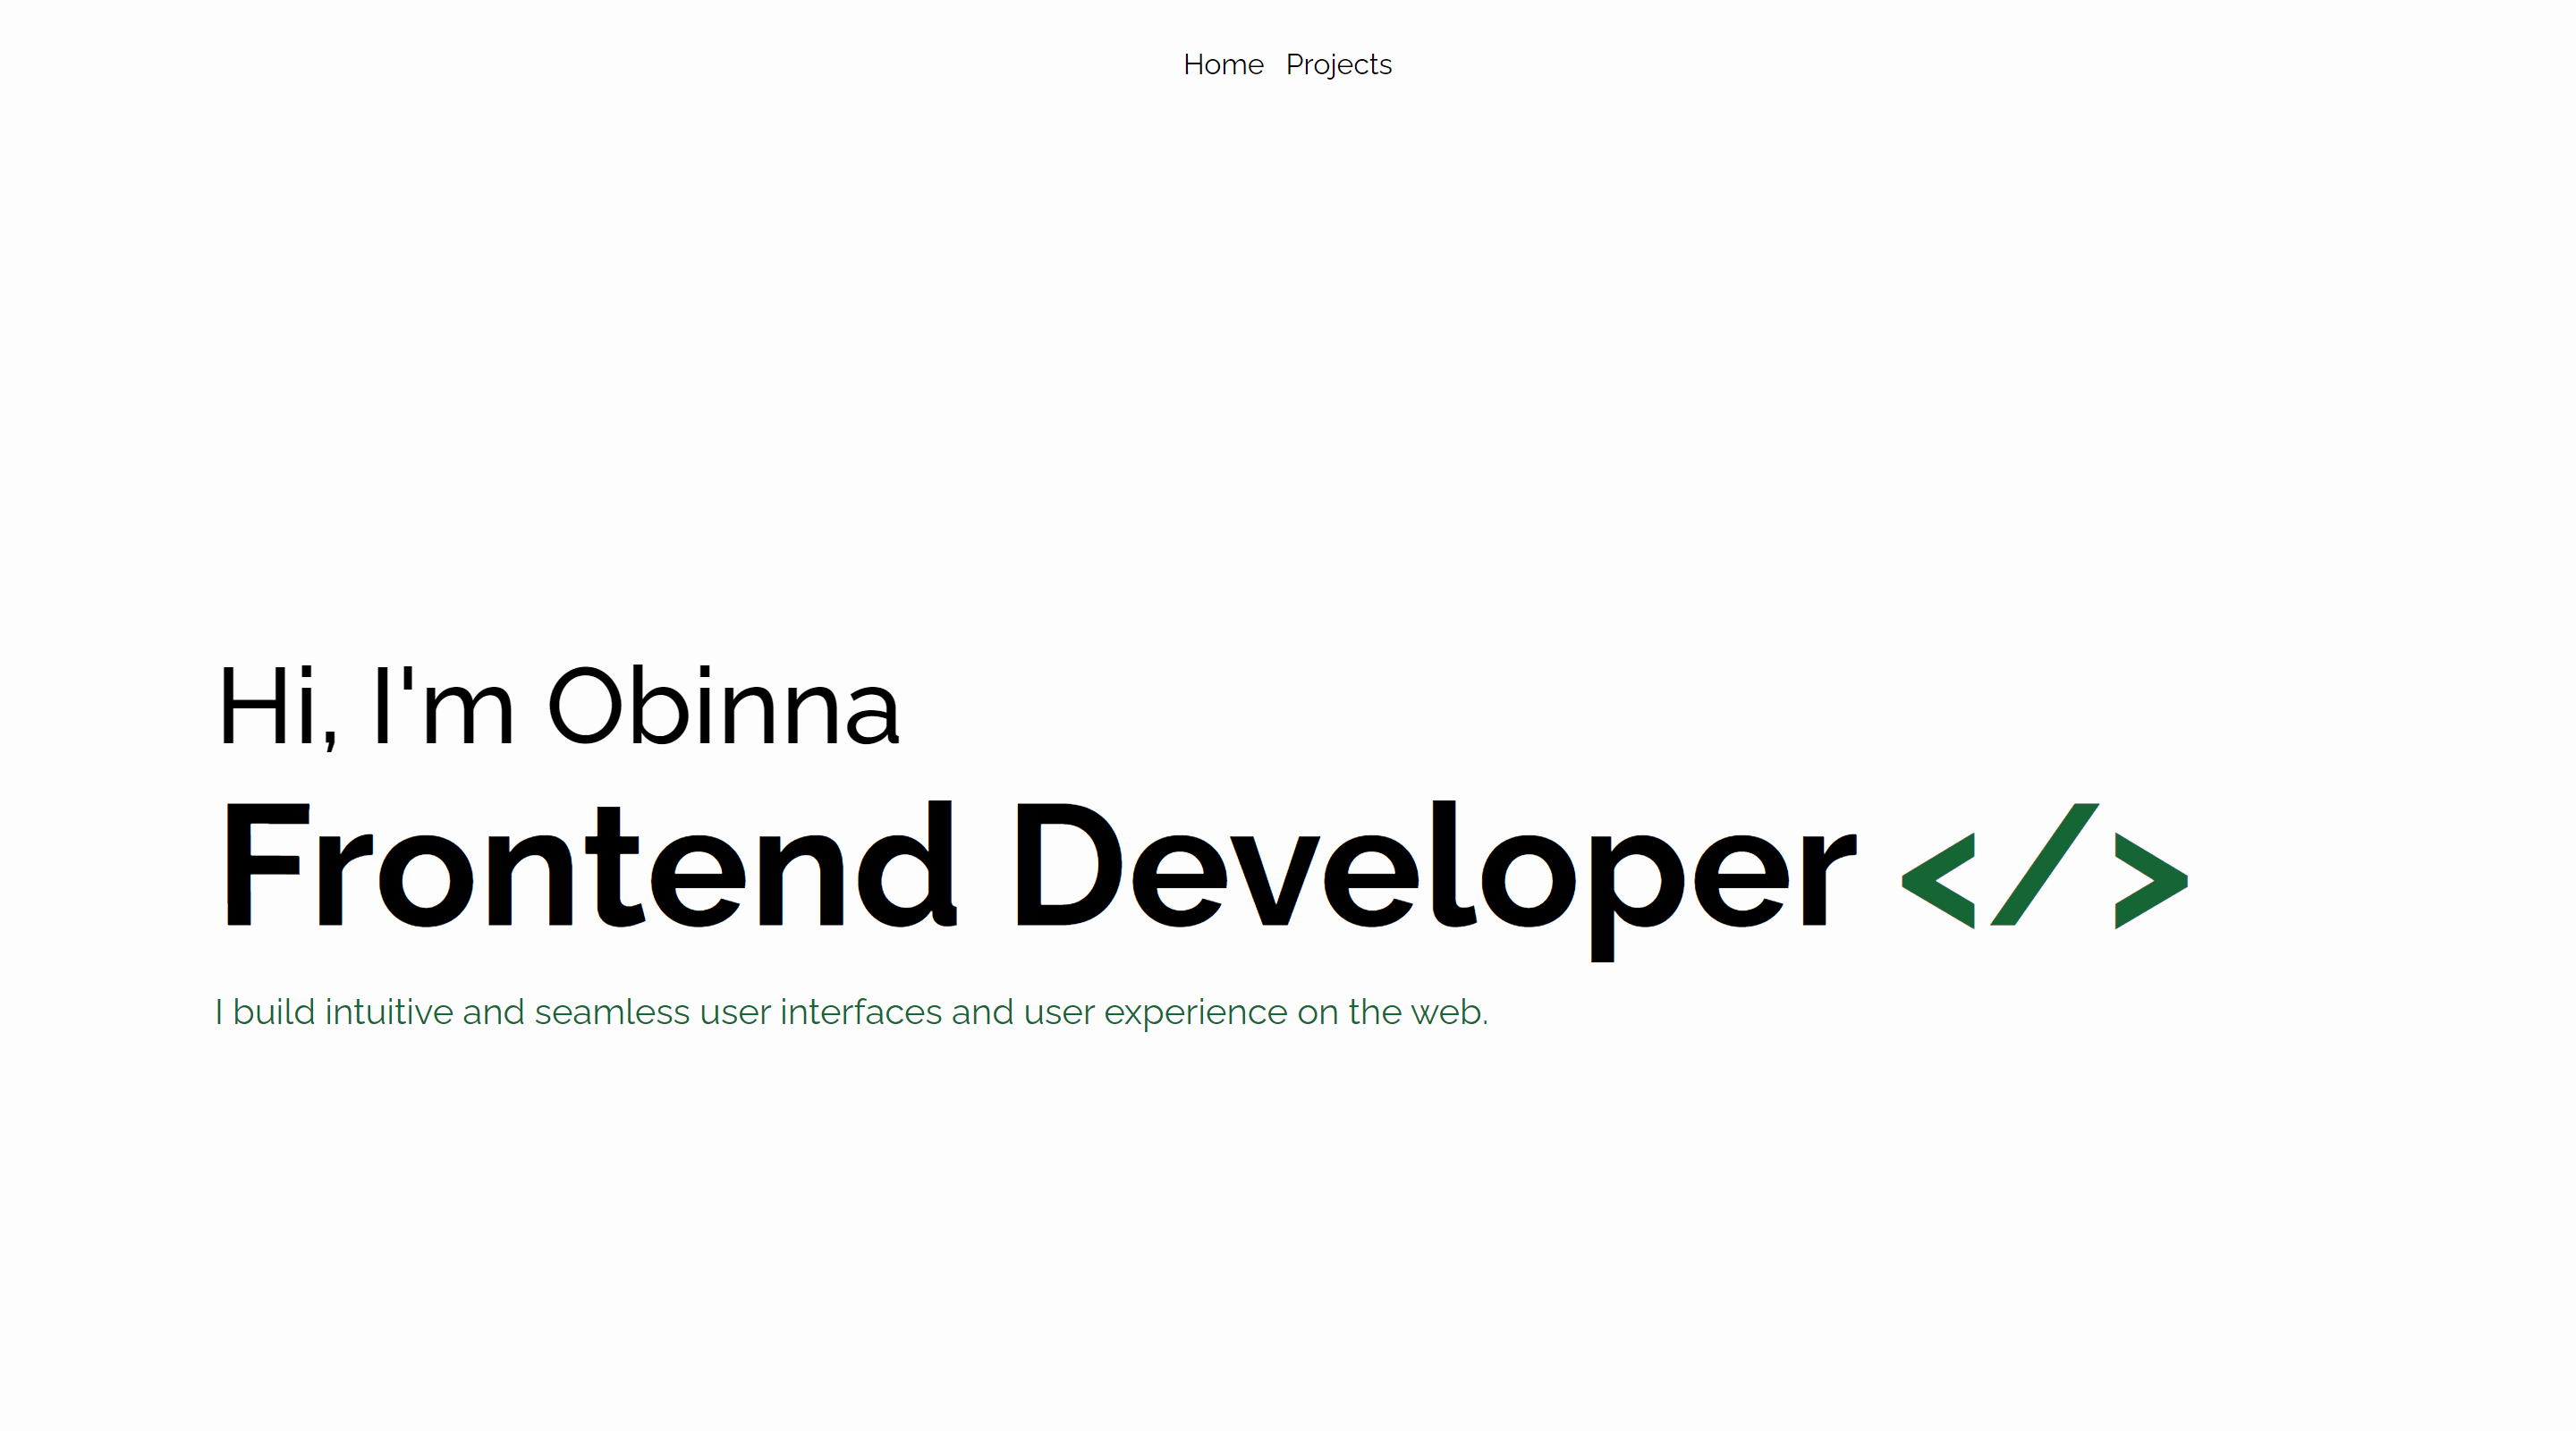 Home Projects
Hi, I'm Obinna
Frontend Developer </>
I build intuitive and seamless user interfaces and user experience on the web.